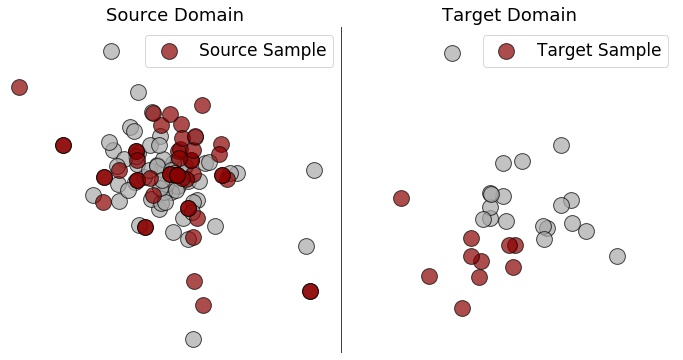 Source Domain
Target Domain
Source Sample
Target Sample